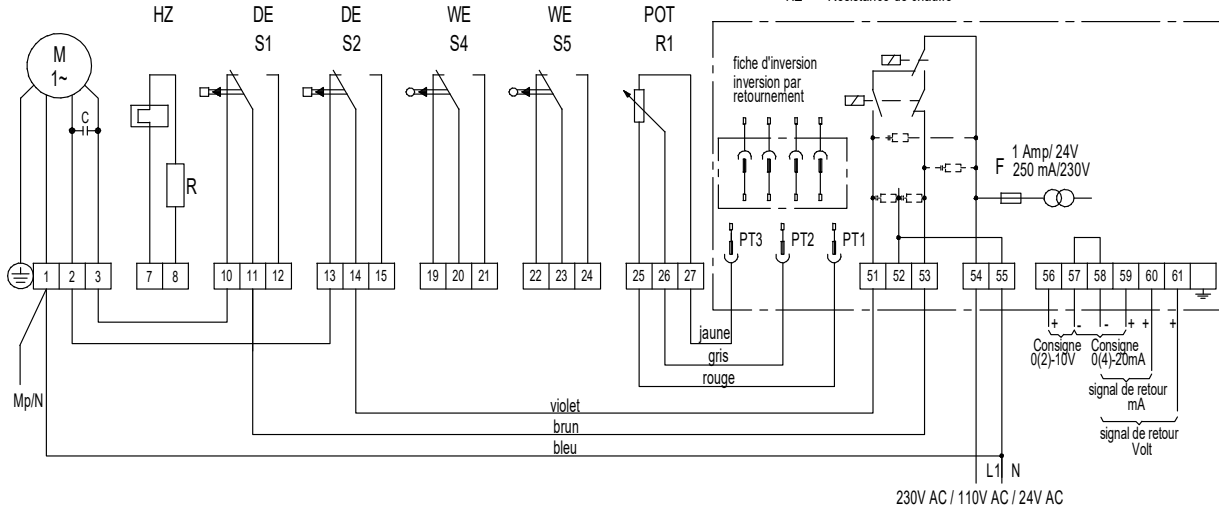 HZ DE DE WE WE POT
S1 S2 S4 S5 R1
M
1~
C
R
fiche d'inversion
inversion par
retournement
F
1 Amp/ 24V
250 mA/230V
PT3 PT2 PT1
1 2 3 7 8 10 11 12 13 14 15 19 20 21 22 23 24 25 26 27 51 52 53 54 55 56 57 58 59 60 61
+ - - + + +
Consigne
0(2)-10V
Consigne
0(4)-20mA
signal de retour
mA
signal de retour
Volt
jaune
gris
rouge
Mp/N
violet
brun
bleu
L1 N
230V AC / 110V AC / 24V AC